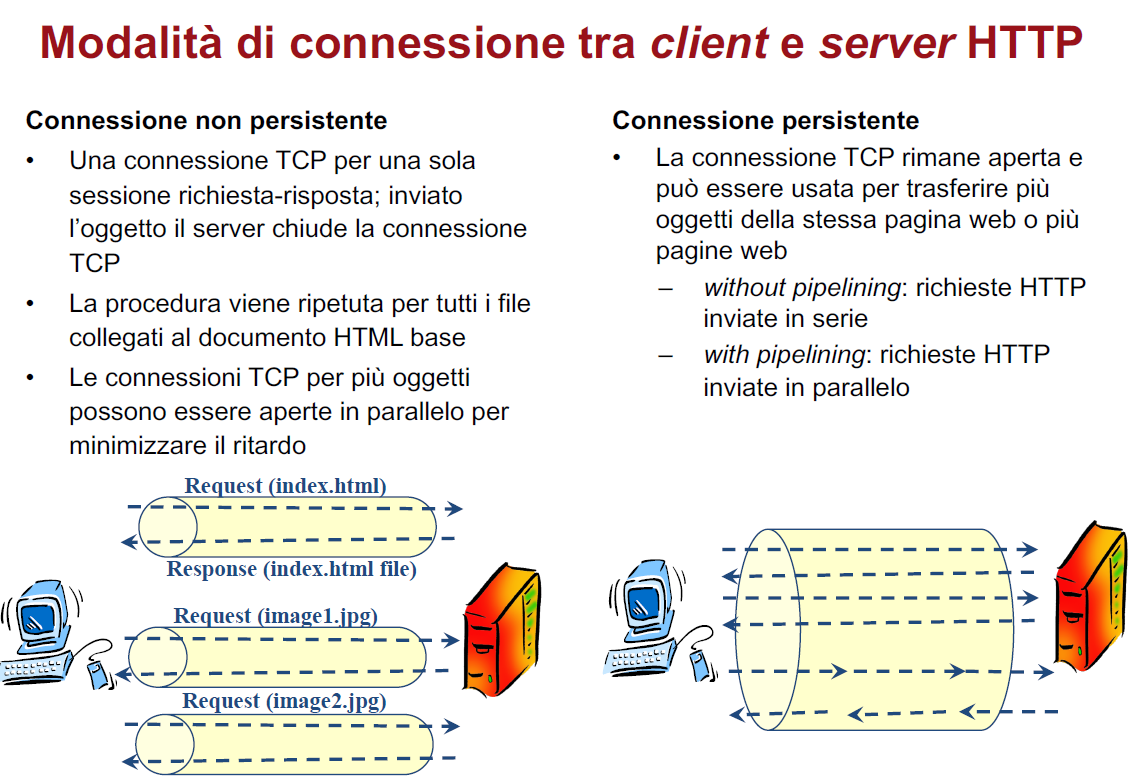 Modalità di connessione tra client e server HTTP
Connessione non persistente
• Una connessione TCP per una sola
sessione richiesta-risposta; inviato
l'oggetto il server chiude la connessione
TCP
• La procedura viene ripetuta per tutti i file
collegati al documento HTML base
• Le connessioni TCP per più oggetti
possono essere aperte in parallelo per
minimizzare il ritardo
Request (index.html)
Response (index.html file)
Request (image1.jpg)
Request (image2.jpg)
Connessione persistente
• La connessione TCP rimane aperta e
può essere usata per trasferire più
oggetti della stessa pagina web o più
pagine web
– without pipelining: richieste HTTP
inviate in serie
– with pipelining: richieste HTTP
inviate in parallelo